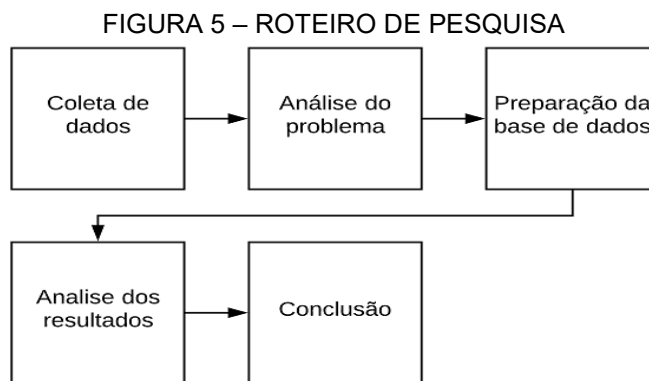 FIGURA 5 – ROTEIRO DE PESQUISA
Coleta de
dados
Análise do
problema
Preparação da
base de dados
Analise dos
resultados
Conclusão